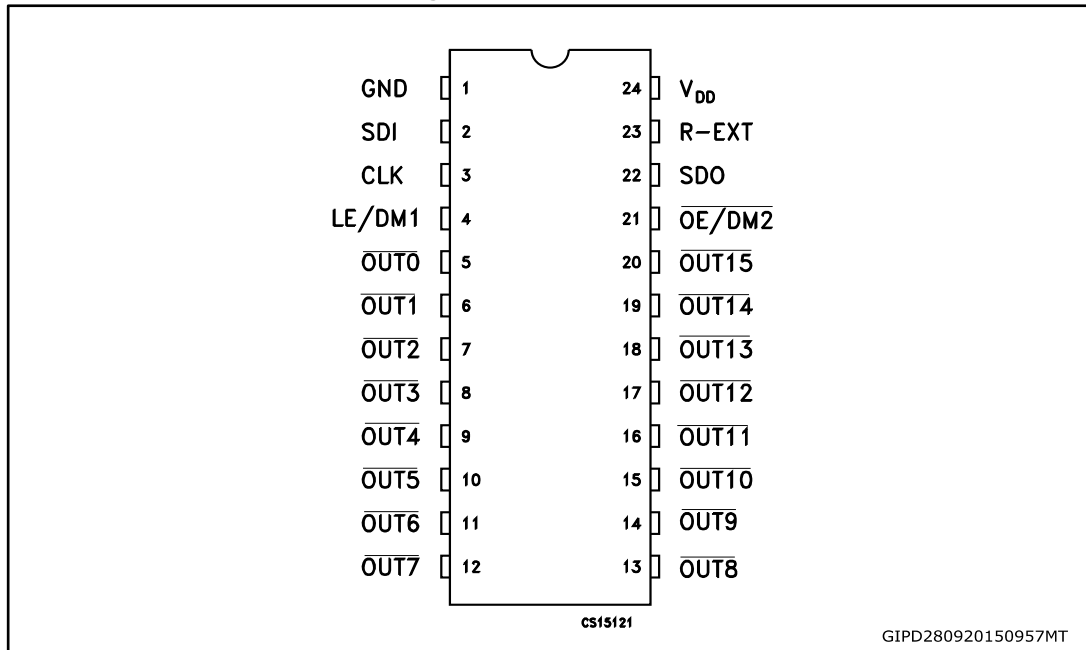 GND 1 24 VDD
SDI 2 23 R-EXT
CLK 3 22 SDO
LE/DM1 4 21 OE/DM2
OUT0 5 20 OUT15
OUT1 6 19 OUT14
OUT2 7 18 OUT13
OUT3 8 17 OUT12
OUT4 9 16 OUT11
OUT5 10 15 OUT10
OUT6 11 14 OUT9
OUT7 12 13 OUT8
CS15121
GIPD280920150957MT